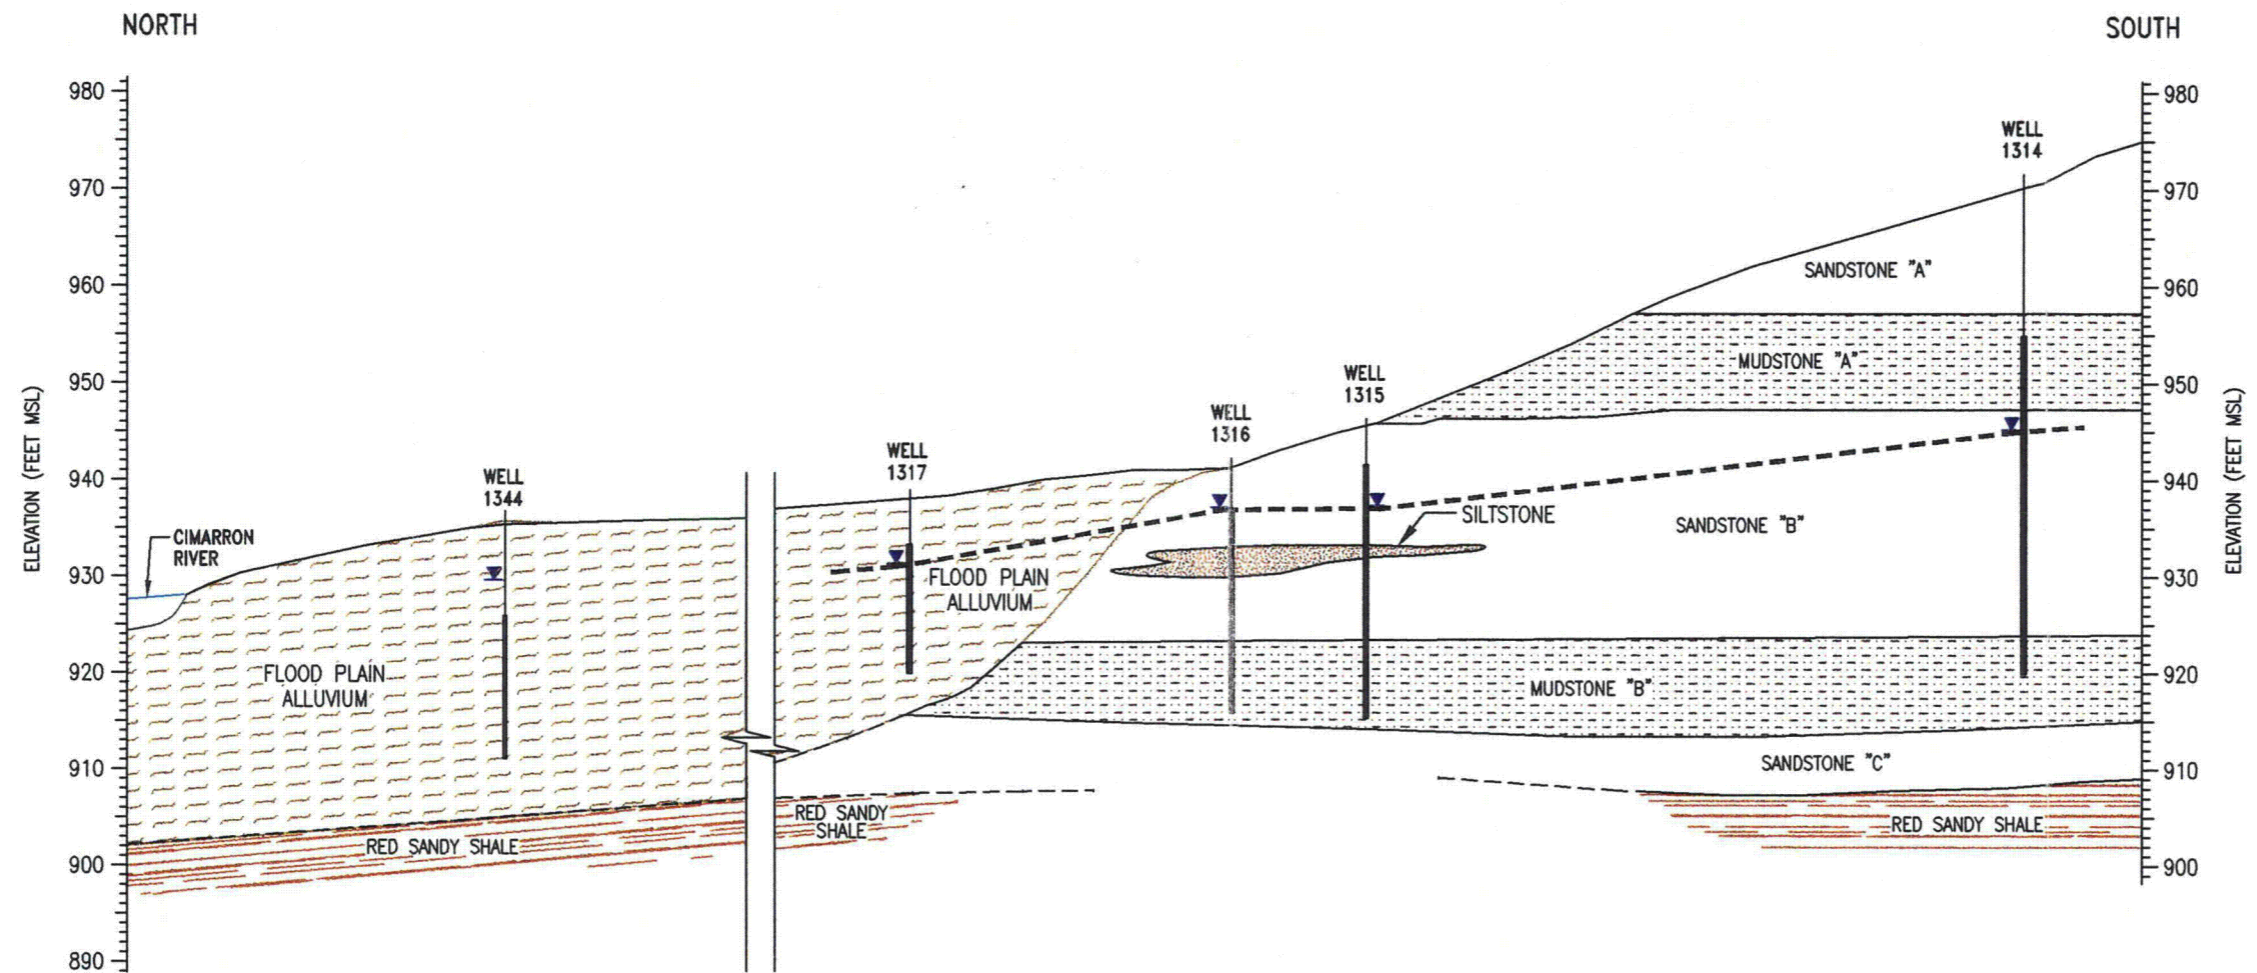 NORTH
SOUTH
980
970
960
950
940
930
920
910
900
890
ELEVATION (FEET MSL)
CIMARRON
RIVER
WELL
1344
FLOOD PLAIN
ALLUVIUM
RED SANDY SHALE
WELL
1317
FLOOD PLAIN
ALLUVIUM
RED SANDY
SHALE
WELL
1316
WELL
1315
SILTSTONE
WELL
1314
SANDSTONE "A"
MUDSTONE "A"
SANDSTONE "B"
MUDSTONE "B"
SANDSTONE "C"
RED SANDY SHALE
980
970
960
950
940
930
920
910
900
ELEVATION (FEET MSL)